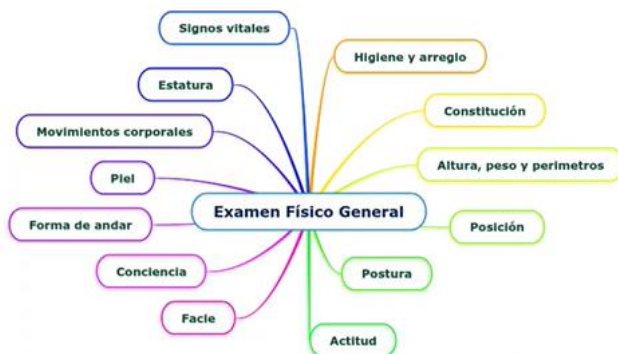 Signos vitales
Higiene y arreglo
Estatura
Constitución
Movimientos corporales
Altura, peso y perimetros
Piel
Examen Físico General
Forma de andar
Posición
Conciencia
Postura
Facie
Actitud